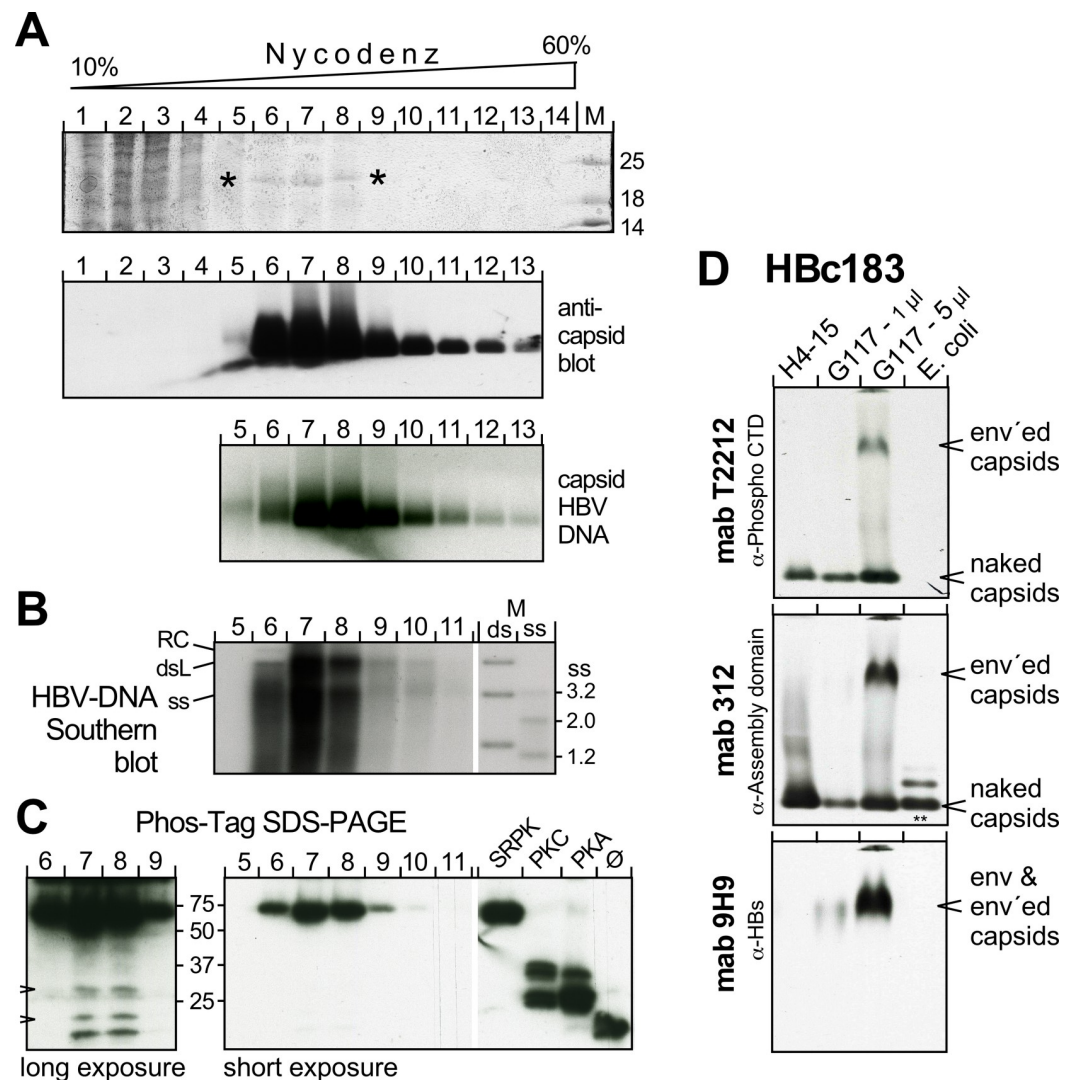 A
Nycodenz
10%
60%
1 2 3 4 5 6 7 8 9 10 11 12 13 14 M
* *
25
18
14
1 2 3 4 5 6 7 8 9 10 11 12 13
anti-
capsid
blot
5 6 7 8 9 10 11 12 13
capsid
HBV
DNA
B
5 6 7 8 9 10 11
M
ds ss
RC
dsL
ss
HBV-DNA
Southern
blot
ss
3.2
2.0
1.2
C
Phos-Tag SDS-PAGE
6 7 8 9
5 6 7 8 9 10 11
SRPK
PKC
PKA
Ø
75
50
37
25
long exposure
short exposure
D
HBc183
H4-15
G117 - 1 µl
G117 - 5 µl
E. coli
mab T2212
α-Phospho CTD
env´ed
capsids
naked
capsids
mab 312
α-Assembly domain
env´ed
capsids
naked
capsids
**
mab 9H9
α-HBs
env &
env´ed
capsids